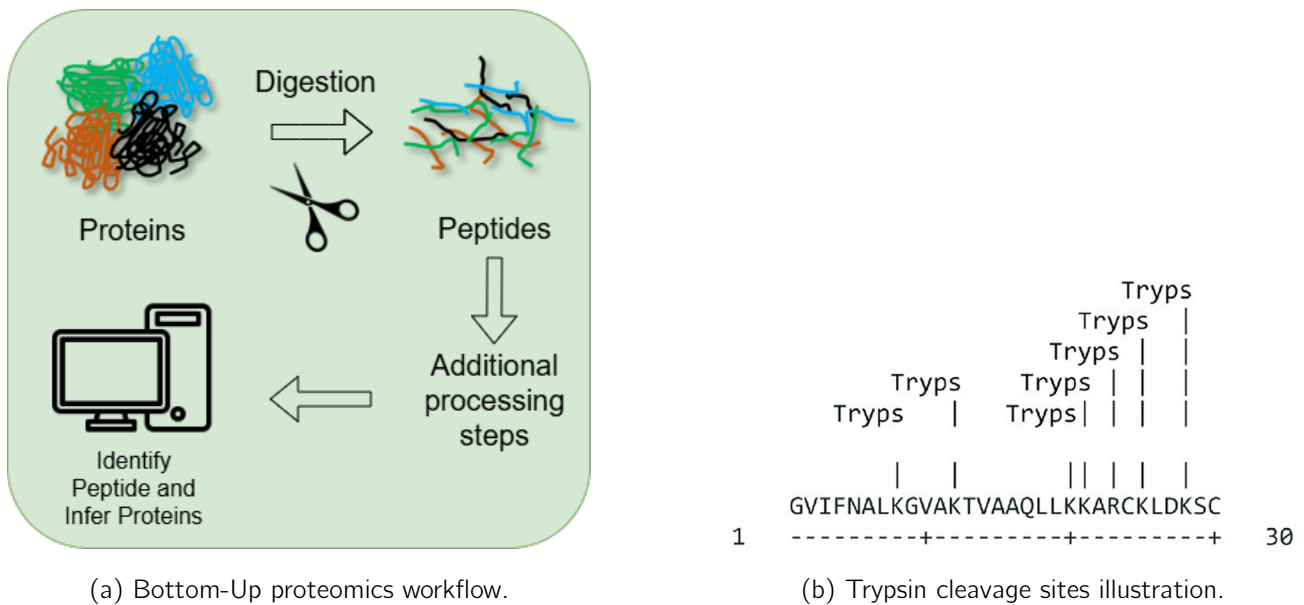 Digestion
Proteins
Peptides
Additional
processing
steps
Identify
Peptide and
Infer Proteins
(a) Bottom-Up proteomics workflow.
Tryps
Tryps |
Tryps | |
Tryps Tryps| | | |
Tryps | Tryps| | | |
| | || | | |
GVIFNALKGVAKTVAAQLLKKARCKLDKSC
1 ---------+---------+---------+ 30
(b) Trypsin cleavage sites illustration.